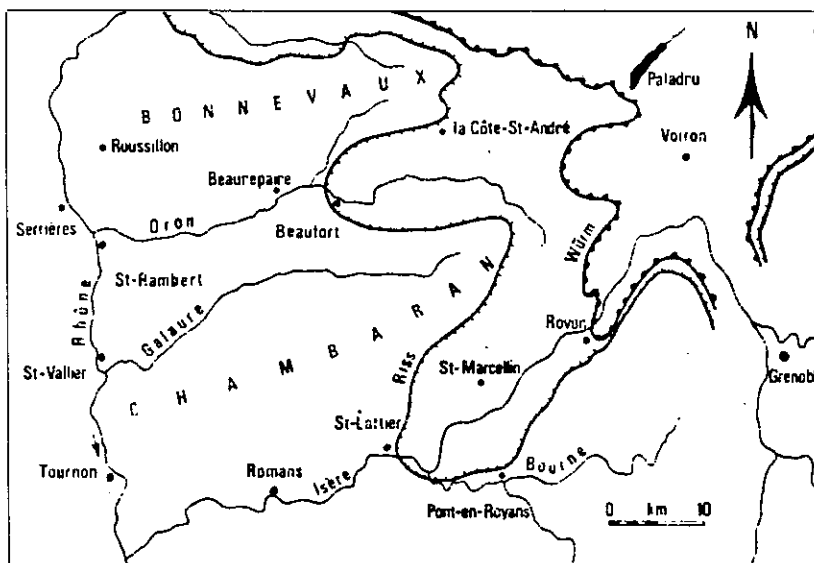 N
Paladru
BONNEVAUX
la Côte-St-André
Voiron
Roussillon
Beaurepaire
Serrières
Oron
Beaufort
Würm
St-Rambert
Rhône
Galaure
CHAMBARAN
Rovon
St-Vallier
Riss
St-Marcellin
Grenobl
St-Lattier
Tournon
Romans
Isère
Bourne
Pont-en-Royans
0 km 10